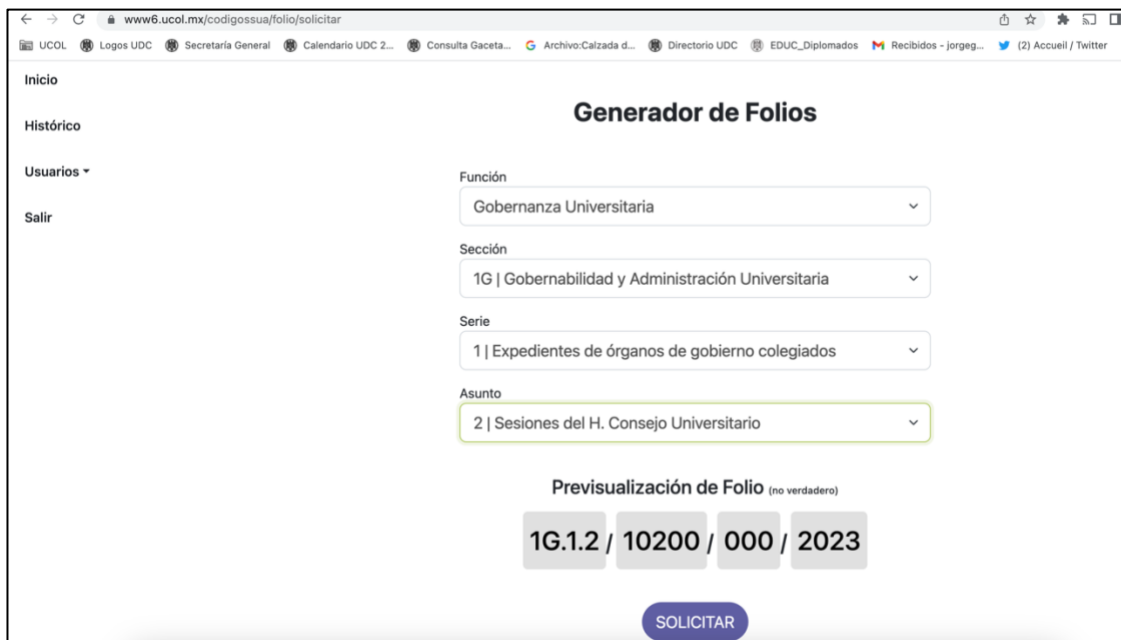 www6.ucol.mx/codigossua/folio/solicitar
UCOL Logos UDC Secretaría General Calendario UDC 2... Consulta Gaceta... Archivo:Calzada d... Directorio UDC EDUC_Diplomados Recibidos - jorgeg... (2) Accueil / Twitter
Inicio
Histórico
Usuarios
Salir
Generador de Folios
Función
Gobernanza Universitaria
Sección
1G | Gobernabilidad y Administración Universitaria
Serie
1 | Expedientes de órganos de gobierno colegiados
Asunto
2 | Sesiones del H. Consejo Universitario
Previsualización de Folio (no verdadero)
1G.1.2 / 10200 / 000 / 2023
SOLICITAR